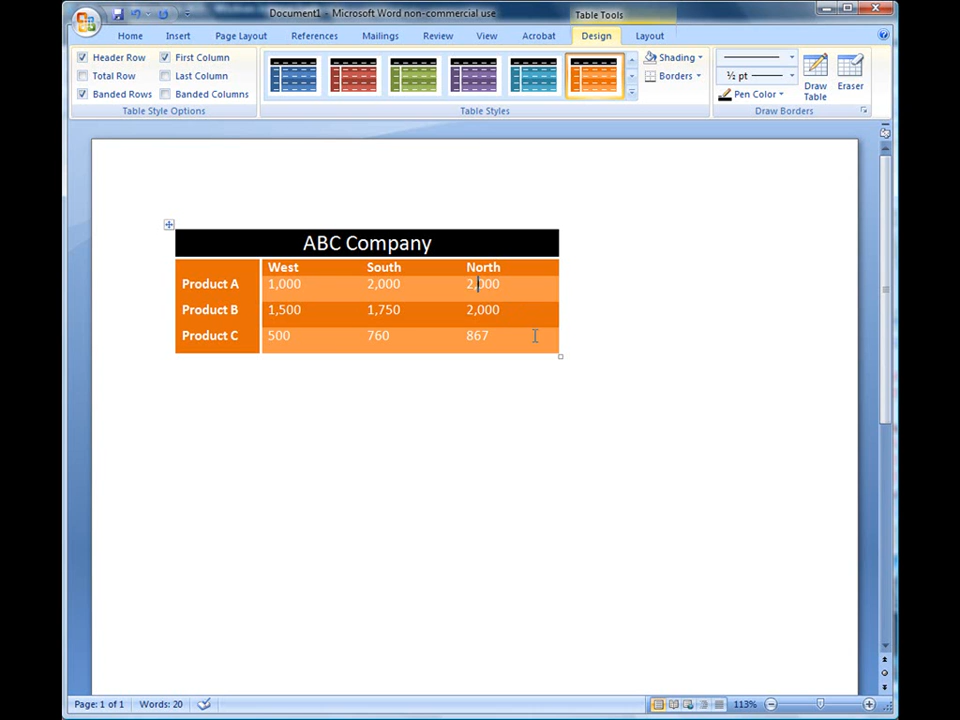 Document1 - Microsoft Word non-commercial use
Table Tools
Home Insert Page Layout References Mailings Review View Acrobat Design Layout
Header Row First Column
Total Row Last Column
Banded Rows Banded Columns
Table Style Options
Table Styles
Shading
Borders
½ pt
Pen Color
Draw Table
Eraser
Draw Borders
ABC Company
West South North
Product A 1,000 2,000 2,000
Product B 1,500 1,750 2,000
Product C 500 760 867
Page: 1 of 1 Words: 20 113%